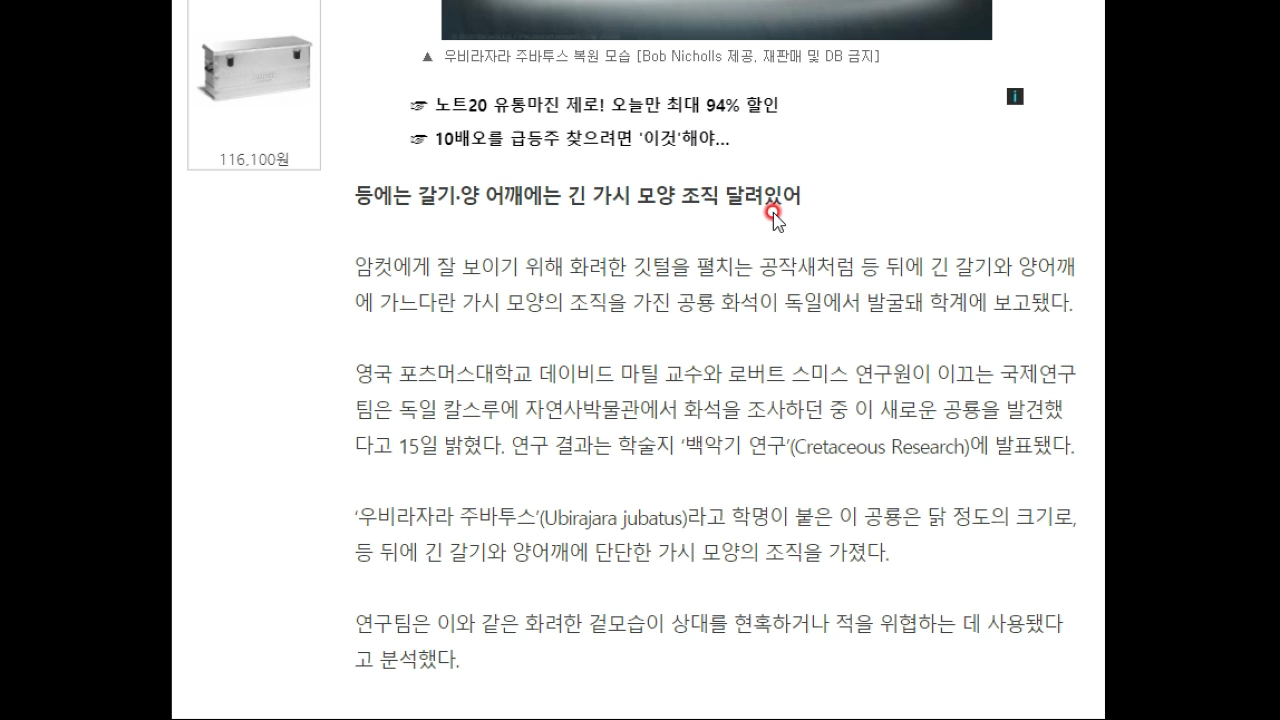 ▲ 우비라자라 주바투스 복원 모습 [Bob Nicholls 제공, 재판매 및 DB 금지]
☞ 노트20 유통마진 제로! 오늘만 최대 94% 할인
☞ 10배오를 급등주 찾으려면 '이것'해야...
116,100원
등에는 갈기·양 어깨에는 긴 가시 모양 조직 달려있어
암컷에게 잘 보이기 위해 화려한 깃털을 펼치는 공작새처럼 등 뒤에 긴 갈기와 양어깨
에 가느다란 가시 모양의 조직을 가진 공룡 화석이 독일에서 발굴돼 학계에 보고됐다.
영국 포츠머스대학교 데이비드 마틸 교수와 로버트 스미스 연구원이 이끄는 국제연구
팀은 독일 칼스루에 자연사박물관에서 화석을 조사하던 중 이 새로운 공룡을 발견했
다고 15일 밝혔다. 연구 결과는 학술지 ‘백악기 연구’(Cretaceous Research)에 발표됐다.
‘우비라자라 주바투스’(Ubirajara jubatus)라고 학명이 붙은 이 공룡은 닭 정도의 크기로,
등 뒤에 긴 갈기와 양어깨에 단단한 가시 모양의 조직을 가졌다.
연구팀은 이와 같은 화려한 겉모습이 상대를 현혹하거나 적을 위협하는 데 사용됐다
고 분석했다.